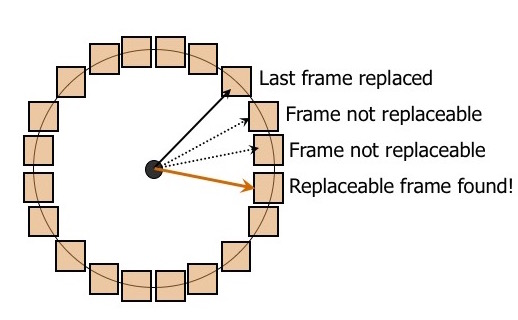 Last frame replaced
Frame not replaceable
Frame not replaceable
Replaceable frame found!